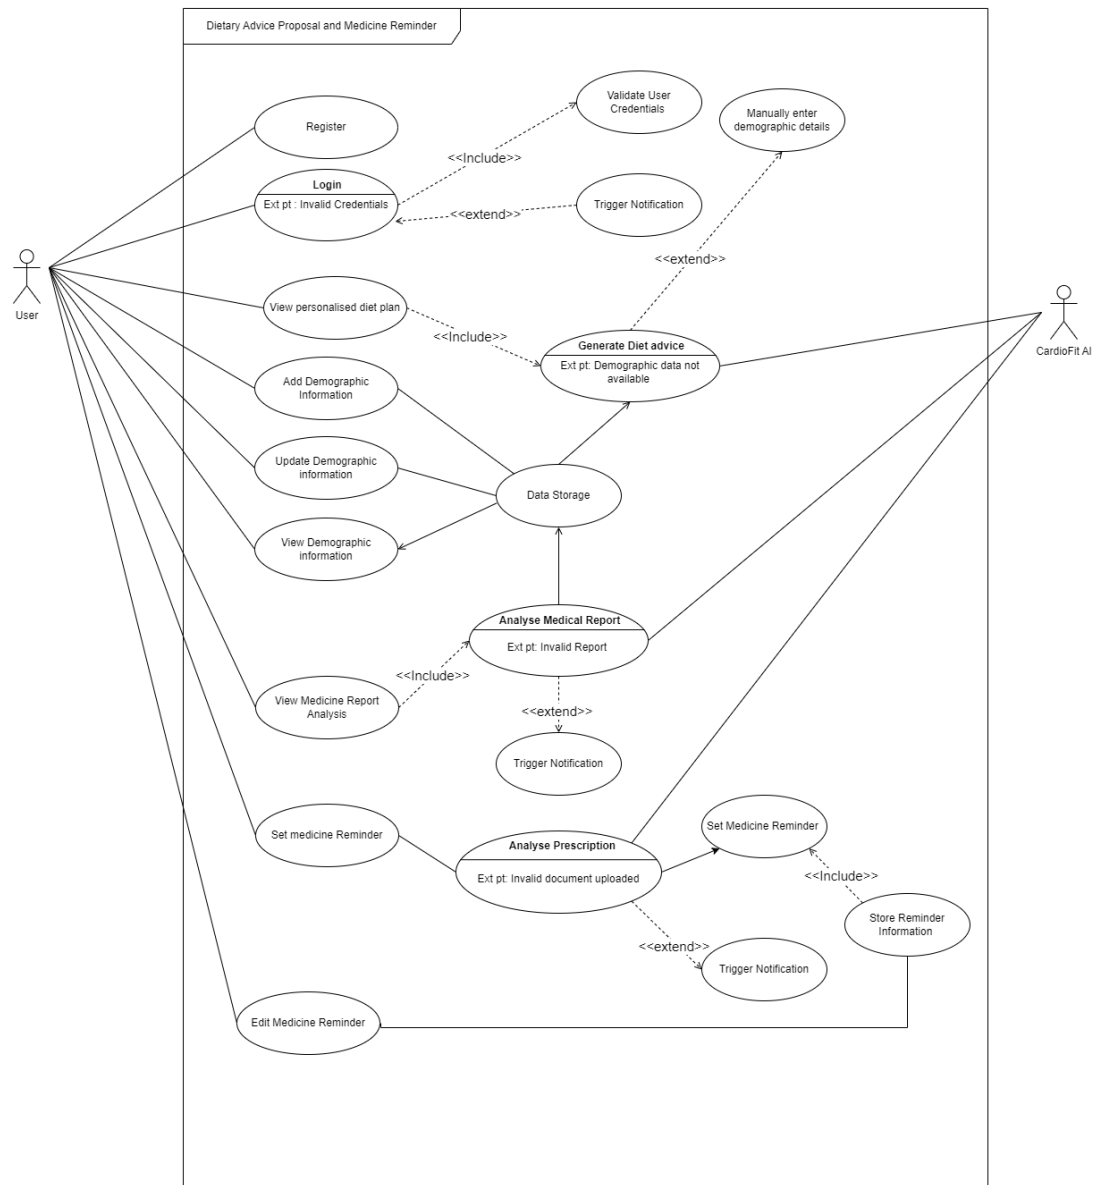 Dietary Advice Proposal and Medicine Reminder
Validate User
Credentials
Manually enter
demographic details
Register
<<Include>>
Login
Ext pt : Invalid Credentials
<<extend>>
Trigger Notification
<<extend>>
User
View personalised diet plan
<<Include>>
Generate Diet advice
Ext pt: Demographic data not
available
CardioFit AI
Add Demographic
Information
Update Demographic
information
Data Storage
View Demographic
information
Analyse Medical Report
Ext pt: Invalid Report
<<Include>>
View Medicine Report
Analysis
<<extend>>
Trigger Notification
Set medicine Reminder
Analyse Prescription
Ext pt: Invalid document uploaded
Set Medicine Reminder
<<Include>>
Store Reminder
Information
<<extend>>
Trigger Notification
Edit Medicine Reminder